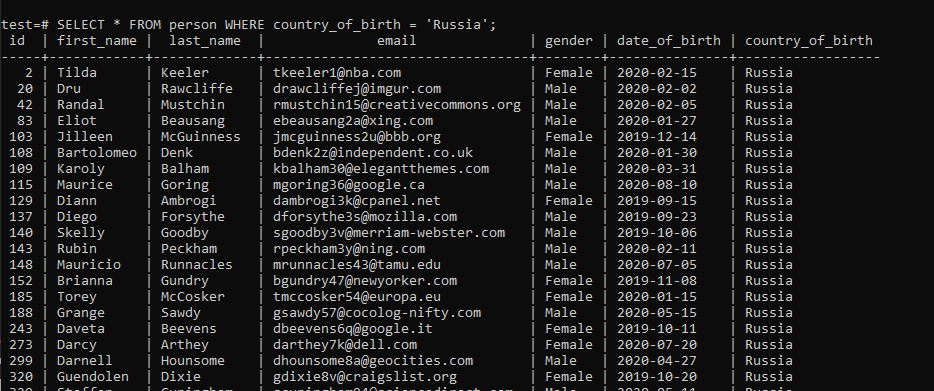 test=# SELECT * FROM person WHERE country_of_birth = 'Russia';
id | first_name | last_name | email | gender | date_of_birth | country_of_birth
-----+------------+------------+----------------------------------+--------+---------------+------------------
2 | Tilda | Keeler | tkeeler1@nba.com | Female | 2020-02-15 | Russia
20 | Dru | Rawcliffe | drawcliffej@imgur.com | Male | 2020-02-02 | Russia
42 | Randal | Mustchin | rmustchin15@creativecommons.org | Male | 2020-02-05 | Russia
83 | Eliot | Beausang | ebeausang2a@xing.com | Male | 2020-01-27 | Russia
103 | Jilleen | McGuinness | jmcguinness2u@bbb.org | Female | 2019-12-14 | Russia
108 | Bartolomeo | Denk | bdenk2z@independent.co.uk | Male | 2020-01-30 | Russia
109 | Karoly | Balham | kbalham30@elegantthemes.com | Male | 2020-03-31 | Russia
115 | Maurice | Goring | mgoring36@google.ca | Male | 2020-08-10 | Russia
129 | Diann | Ambrogi | dambrogi3k@cpanel.net | Female | 2019-09-15 | Russia
137 | Diego | Forsythe | dforsythe3s@mozilla.com | Male | 2019-09-23 | Russia
140 | Skelly | Goodby | sgoodby3v@merriam-webster.com | Male | 2019-10-06 | Russia
143 | Rubin | Peckham | rpeckham3y@ning.com | Male | 2020-02-11 | Russia
148 | Mauricio | Runnacles | mrunnacles43@tamu.edu | Male | 2020-07-05 | Russia
152 | Brianna | Gundry | bgundry47@newyorker.com | Female | 2019-11-08 | Russia
185 | Torey | McCosker | tmccosker54@europa.eu | Female | 2020-01-15 | Russia
188 | Grange | Sawdy | gsawdy57@cocolog-nifty.com | Male | 2020-05-15 | Russia
243 | Daveta | Beevens | dbeevens6q@google.it | Female | 2019-10-11 | Russia
273 | Darcy | Arthey | darthey7k@dell.com | Female | 2020-07-20 | Russia
299 | Darnell | Hounsome | dhounsome8a@geocities.com | Male | 2020-04-27 | Russia
320 | Guendolen | Dixie | gdixie8v@craigslist.org | Female | 2019-10-20 | Russia